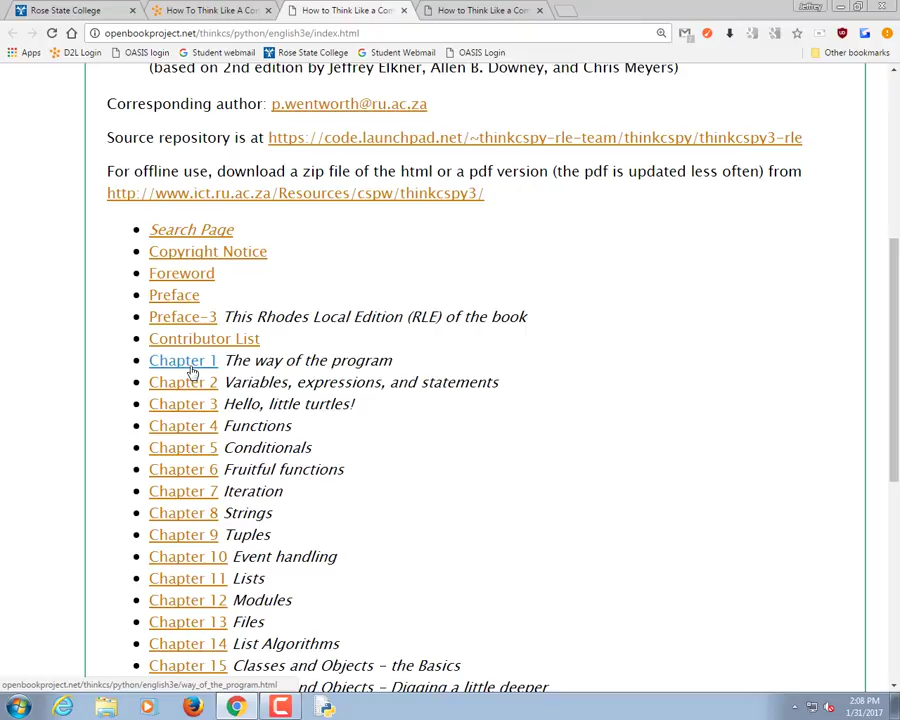 Rose State College
How To Think Like A Com
How to Think Like a Com
How to Think Like a Com
Jeffrey
openbookproject.net/thinkcs/python/english3e/index.html
Apps D2L Login OASIS login Student webmail Rose State College Student Webmail OASIS Login Other bookmarks
(based on 2nd edition by Jeffrey Elkner, Allen B. Downey, and Chris Meyers)
Corresponding author: p.wentworth@ru.ac.za
Source repository is at https://code.launchpad.net/~thinkcspy-rle-team/thinkcspy/thinkcspy3-rle
For offline use, download a zip file of the html or a pdf version (the pdf is updated less often) from
http://www.ict.ru.ac.za/Resources/cspw/thinkcspy3/
Search Page
Copyright Notice
Foreword
Preface
Preface-3 This Rhodes Local Edition (RLE) of the book
Contributor List
Chapter 1 The way of the program
Chapter 2 Variables, expressions, and statements
Chapter 3 Hello, little turtles!
Chapter 4 Functions
Chapter 5 Conditionals
Chapter 6 Fruitful functions
Chapter 7 Iteration
Chapter 8 Strings
Chapter 9 Tuples
Chapter 10 Event handling
Chapter 11 Lists
Chapter 12 Modules
Chapter 13 Files
Chapter 14 List Algorithms
Chapter 15 Classes and Objects - the Basics
and Objects - Digging a little deeper
openbookproject.net/thinkcs/python/english3e/way_of_the_program.html
2:08 PM
1/31/2017